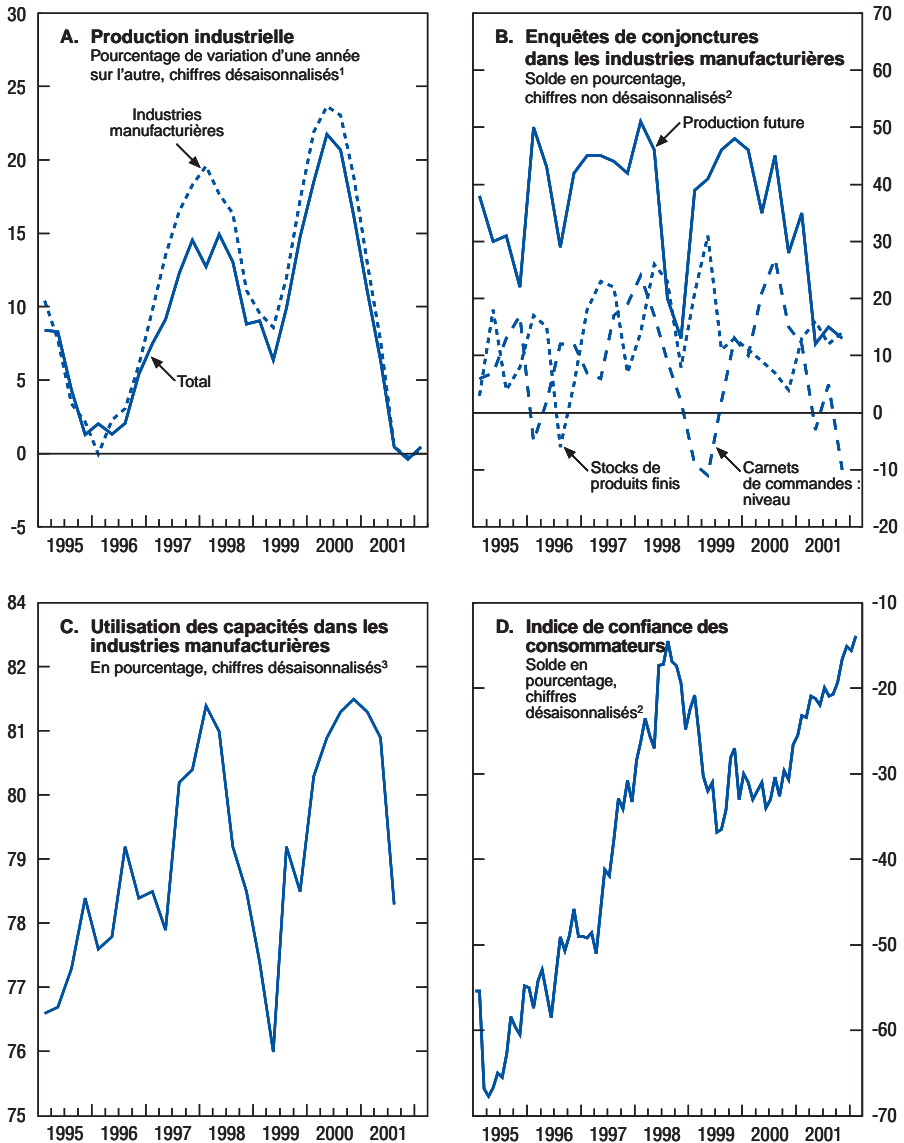 A. Production industrielle
Pourcentage de variation d'une année
sur l'autre, chiffres désaisonnalisés¹
Industries
manufacturières
Total
30
25
20
15
10
5
0
-5
1995 1996 1997 1998 1999 2000 2001
B. Enquêtes de conjonctures
dans les industries manufacturières
Solde en pourcentage,
chiffres non désaisonnalisés²
Production future
Stocks de
produits finis
Carnets
de commandes :
niveau
70
60
50
40
30
20
10
0
-10
-20
1995 1996 1997 1998 1999 2000 2001
C. Utilisation des capacités dans les
industries manufacturières
En pourcentage, chiffres désaisonnalisés³
84
82
81
80
79
78
77
76
75
1995 1996 1997 1998 1999 2000 2001
D. Indice de confiance des
consommateurs
Solde en
pourcentage,
chiffres
désaisonnalisés²
-10
-20
-30
-40
-50
-60
-70
1995 1996 1997 1998 1999 2000 2001